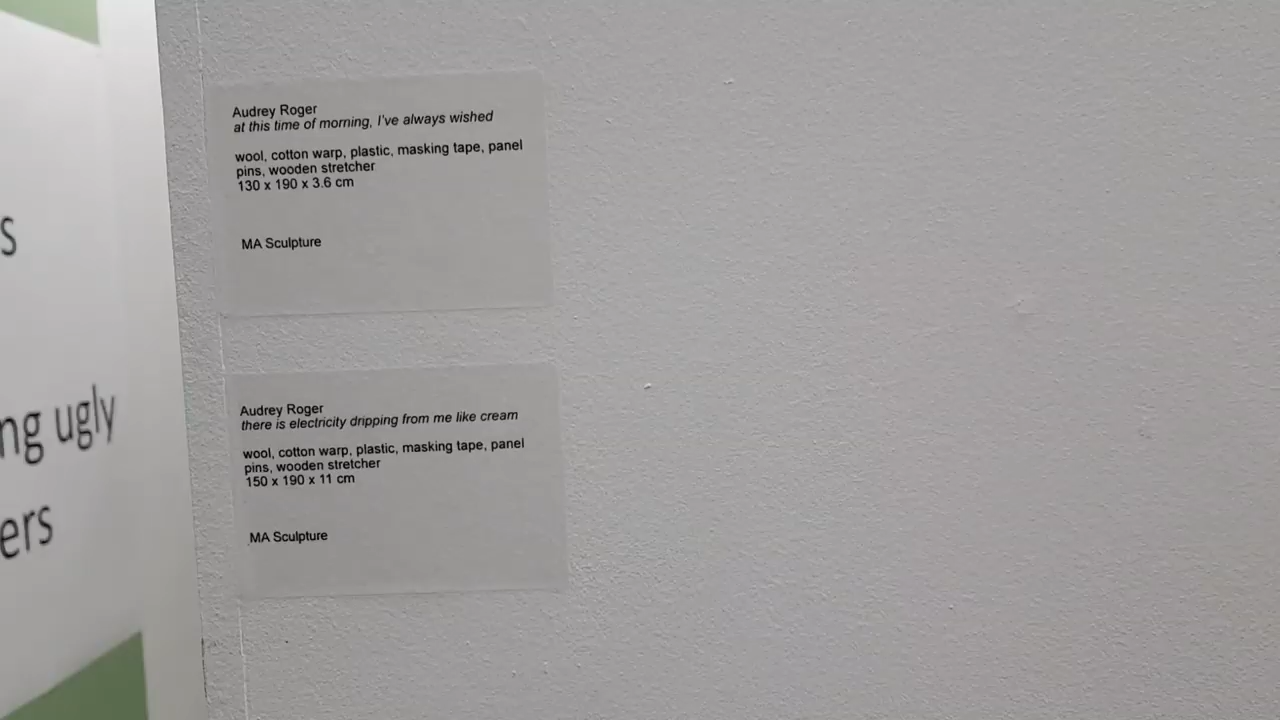 Audrey Roger
at this time of morning, I've always wished
wool, cotton warp, plastic, masking tape, panel
pins, wooden stretcher
130 x 190 x 3.6 cm
MA Sculpture
Audrey Roger
there is electricity dripping from me like cream
wool, cotton warp, plastic, masking tape, panel
pins, wooden stretcher
150 x 190 x 11 cm
MA Sculpture
ugly